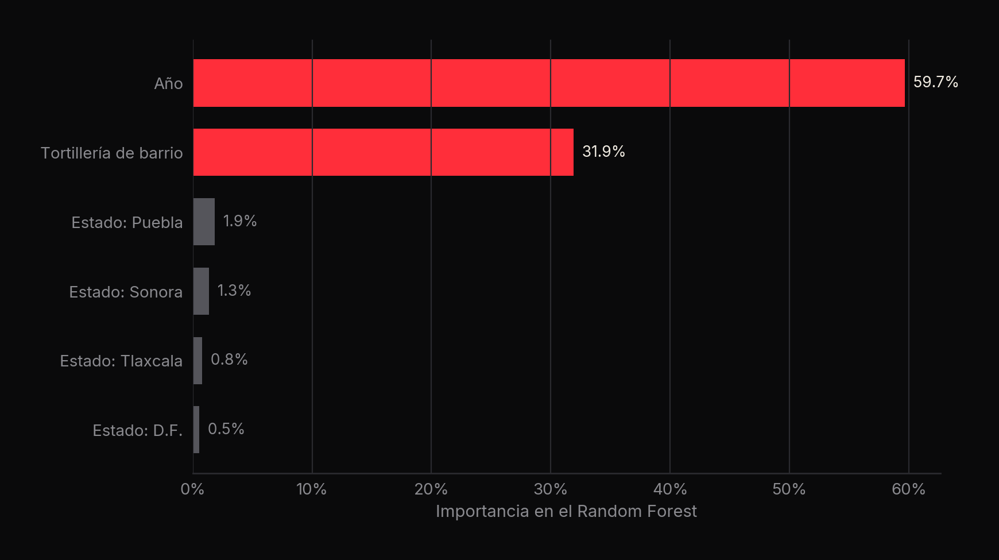 Año 59.7%
Tortillería de barrio 31.9%
Estado: Puebla 1.9%
Estado: Sonora 1.3%
Estado: Tlaxcala 0.8%
Estado: D.F. 0.5%
0% 10% 20% 30% 40% 50% 60%
Importancia en el Random Forest